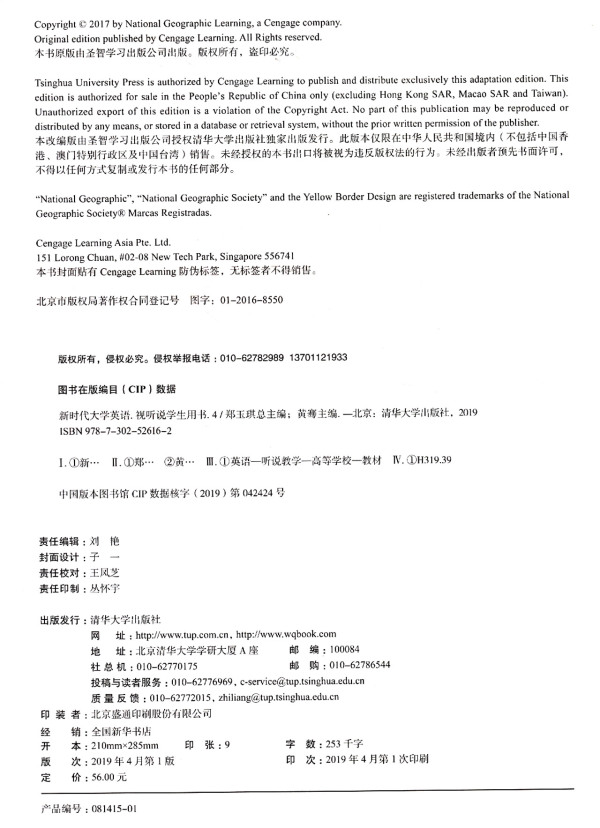 Copyright © 2017 by National Geographic Learning, a Cengage company.
Original edition published by Cengage Learning. All Rights reserved.
本书原版由圣智学习出版公司出版。版权所有，盗印必究。
Tsinghua University Press is authorized by Cengage Learning to publish and distribute exclusively this adaptation edition. This
edition is authorized for sale in the People's Republic of China only (excluding Hong Kong SAR, Macao SAR and Taiwan).
Unauthorized export of this edition is a violation of the Copyright Act. No part of this publication may be reproduced or
distributed by any means, or stored in a database or retrieval system, without the prior written permission of the publisher.
本改编版由圣智学习出版公司授权清华大学出版社独家出版发行。此版本仅限在中华人民共和国境内（不包括中国香
港、澳门特别行政区及中国台湾）销售。未经授权的本书出口将被视为违反版权法的行为。未经出版者预先书面许可，
不得以任何方式复制或发行本书的任何部分。
“National Geographic”, “National Geographic Society” and the Yellow Border Design are registered trademarks of the National
Geographic Society® Marcas Registradas.
Cengage Learning Asia Pte. Ltd.
151 Lorong Chuan, #02-08 New Tech Park, Singapore 556741
本书封面贴有 Cengage Learning 防伪标签，无标签者不得销售。
北京市版权局著作权合同登记号 图字：01-2016-8550
版权所有，侵权必究。侵权举报电话：010-62782989 13701121933
图书在版编目（CIP）数据
新时代大学英语. 视听说学生用书. 4 / 郑玉琪总主编；黄骞主编. —北京：清华大学出版社，2019
ISBN 978-7-302-52616-2
Ⅰ. ①新… Ⅱ. ①郑… ②黄… Ⅲ. ①英语—听说教学—高等学校—教材 Ⅳ. ①H319.39
中国版本图书馆 CIP 数据核字（2019）第 042424 号
责任编辑：刘 艳
封面设计：子 一
责任校对：王凤芝
责任印制：丛怀宇
出版发行：清华大学出版社
网 址：http://www.tup.com.cn, http://www.wqbook.com
地 址：北京清华大学学研大厦 A 座 邮 编：100084
社 总 机：010-62770175 邮 购：010-62786544
投稿与读者服务：010-62776969, c-service@tup.tsinghua.edu.cn
质 量 反 馈：010-62772015, zhiliang@tup.tsinghua.edu.cn
印 装 者：北京盛通印刷股份有限公司
经 销：全国新华书店
开 本：210mm×285mm 印 张：9 字 数：253 千字
版 次：2019 年 4 月第 1 版 印 次：2019 年 4 月第 1 次印刷
定 价：56.00 元
产品编号：081415-01